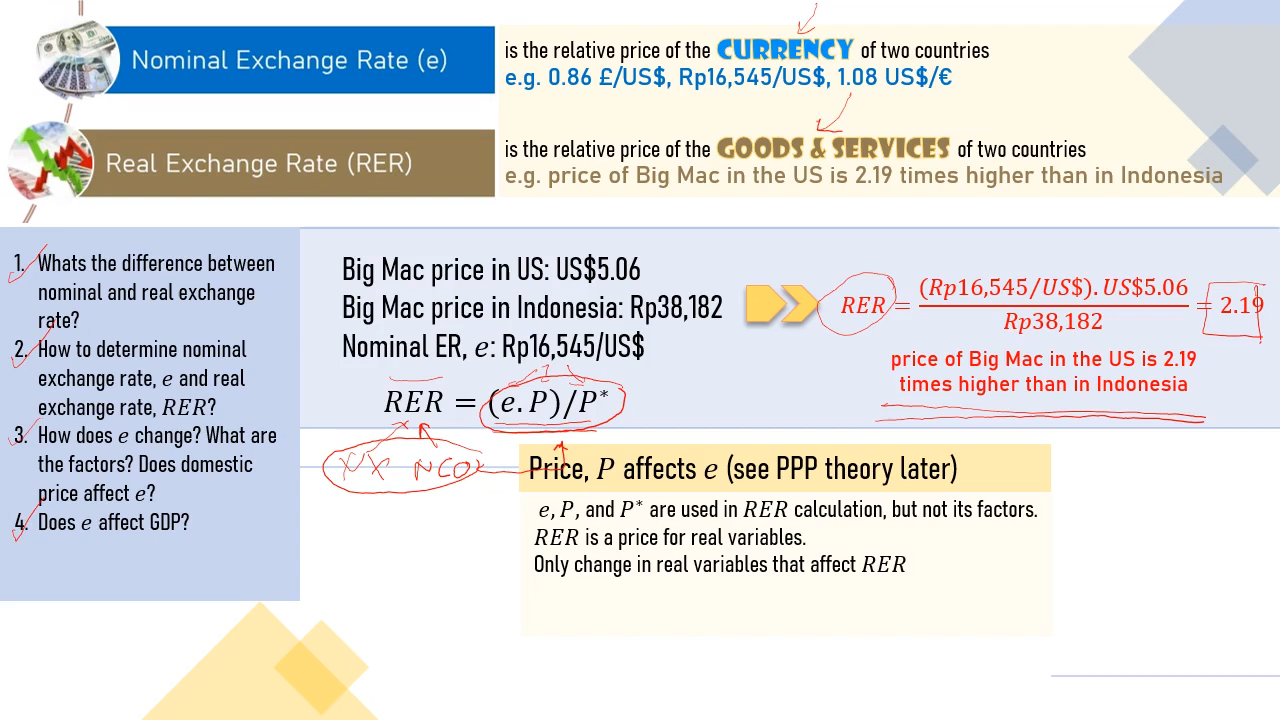 Nominal Exchange Rate (e)
is the relative price of the CURRENCY of two countries
e.g. 0.86 £/US$, Rp16,545/US$, 1.08 US$/€
Real Exchange Rate (RER)
is the relative price of the GOODS & SERVICES of two countries
e.g. price of Big Mac in the US is 2.19 times higher than in Indonesia
1. Whats the difference between
nominal and real exchange
rate?
2. How to determine nominal
exchange rate, e and real
exchange rate, RER?
3. How does e change? What are
the factors? Does domestic
price affect e?
4. Does e affect GDP?
Big Mac price in US: US$5.06
Big Mac price in Indonesia: Rp38,182
Nominal ER, e: Rp16,545/US$
RER = (e.P)/P*
RER = (Rp16,545/US$).US$5.06 / Rp38,182 = 2.19
price of Big Mac in the US is 2.19
times higher than in Indonesia
NX NCO
Price, P affects e (see PPP theory later)
e, P, and P* are used in RER calculation, but not its factors.
RER is a price for real variables.
Only change in real variables that affect RER